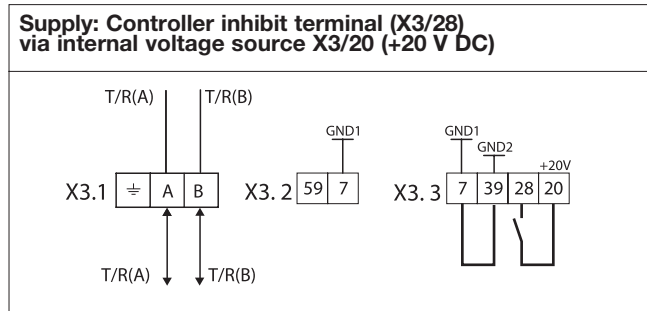 Supply: Controller inhibit terminal (X3/28)
via internal voltage source X3/20 (+20 V DC)
T/R(A) T/R(B)
GND1
GND1
GND2
+20V
X3.1 A B X3. 2 59 7 X3. 3 7 39 28 20
T/R(A) T/R(B)